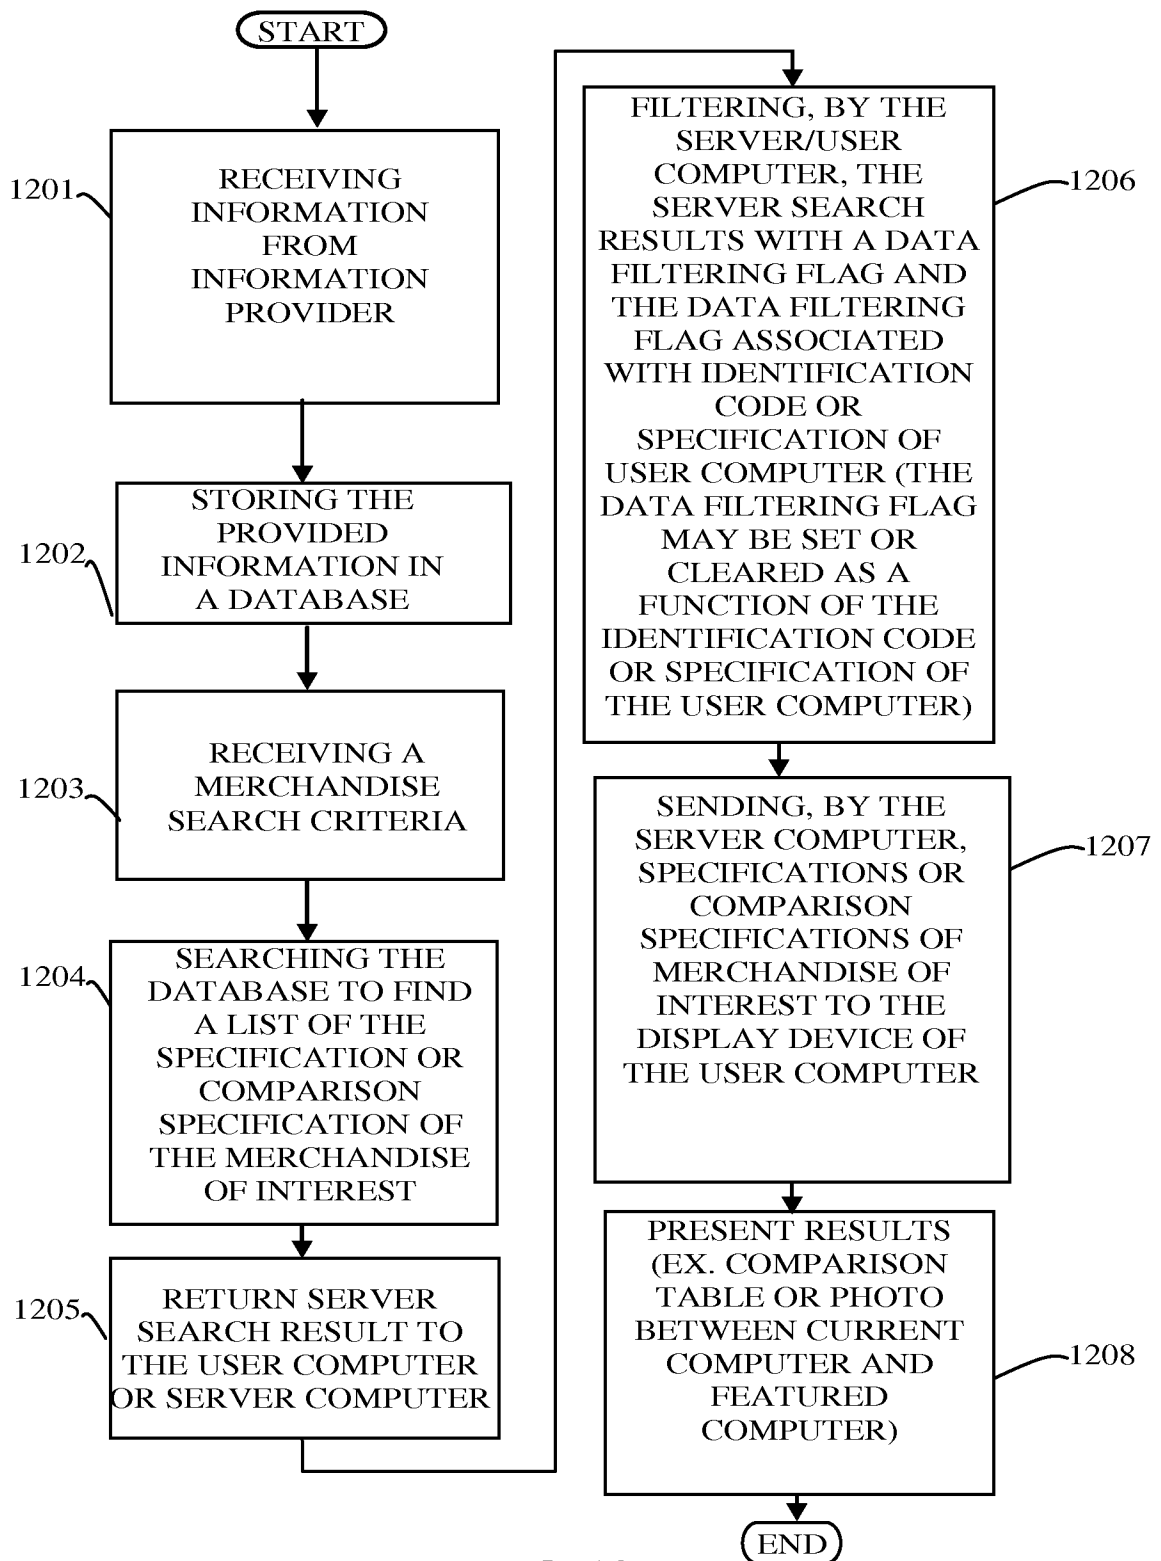 START
1201
RECEIVING
INFORMATION
FROM
INFORMATION
PROVIDER
1202
STORING THE
PROVIDED
INFORMATION IN
A DATABASE
1203
RECEIVING A
MERCHANDISE
SEARCH CRITERIA
1204
SEARCHING THE
DATABASE TO FIND
A LIST OF THE
SPECIFICATION OR
COMPARISON
SPECIFICATION OF
THE MERCHANDISE
OF INTEREST
1205
RETURN SERVER
SEARCH RESULT TO
THE USER COMPUTER
OR SERVER COMPUTER
FILTERING, BY THE
SERVER/USER
COMPUTER, THE
SERVER SEARCH
RESULTS WITH A DATA
FILTERING FLAG AND
THE DATA FILTERING
FLAG ASSOCIATED
WITH IDENTIFICATION
CODE OR
SPECIFICATION OF
USER COMPUTER (THE
DATA FILTERING FLAG
MAY BE SET OR
CLEARED AS A
FUNCTION OF THE
IDENTIFICATION CODE
OR SPECIFICATION OF
THE USER COMPUTER)
1206
SENDING, BY THE
SERVER COMPUTER,
SPECIFICATIONS OR
COMPARISON
SPECIFICATIONS OF
MERCHANDISE OF
INTEREST TO THE
DISPLAY DEVICE OF
THE USER COMPUTER
1207
PRESENT RESULTS
(EX. COMPARISON
TABLE OR PHOTO
BETWEEN CURRENT
COMPUTER AND
FEATURED
COMPUTER)
1208
END